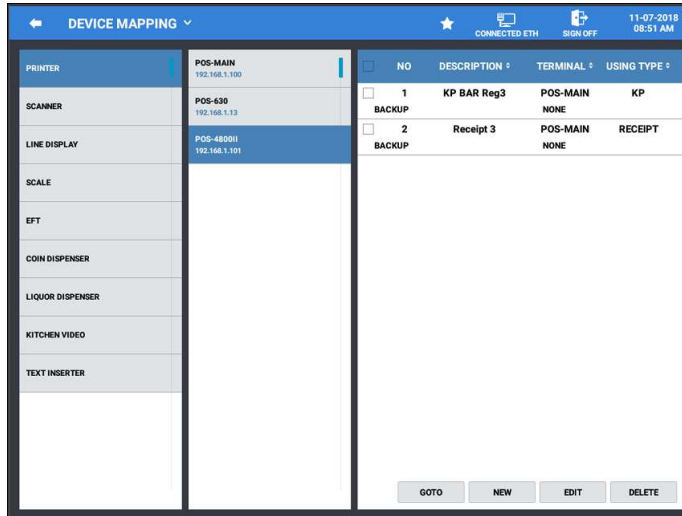 DEVICE MAPPING
CONNECTED ETH
SIGN OFF
11-07-2018
08:51 AM
PRINTER
SCANNER
LINE DISPLAY
SCALE
EFT
COIN DISPENSER
LIQUOR DISPENSER
KITCHEN VIDEO
TEXT INSERTER
POS-MAIN
192.168.1.100
POS-630
192.168.1.13
POS-4800II
192.168.1.101
NO DESCRIPTION TERMINAL USING TYPE
1 KP BAR Reg3 POS-MAIN KP
BACKUP NONE
2 Receipt 3 POS-MAIN RECEIPT
BACKUP NONE
GOTO NEW EDIT DELETE